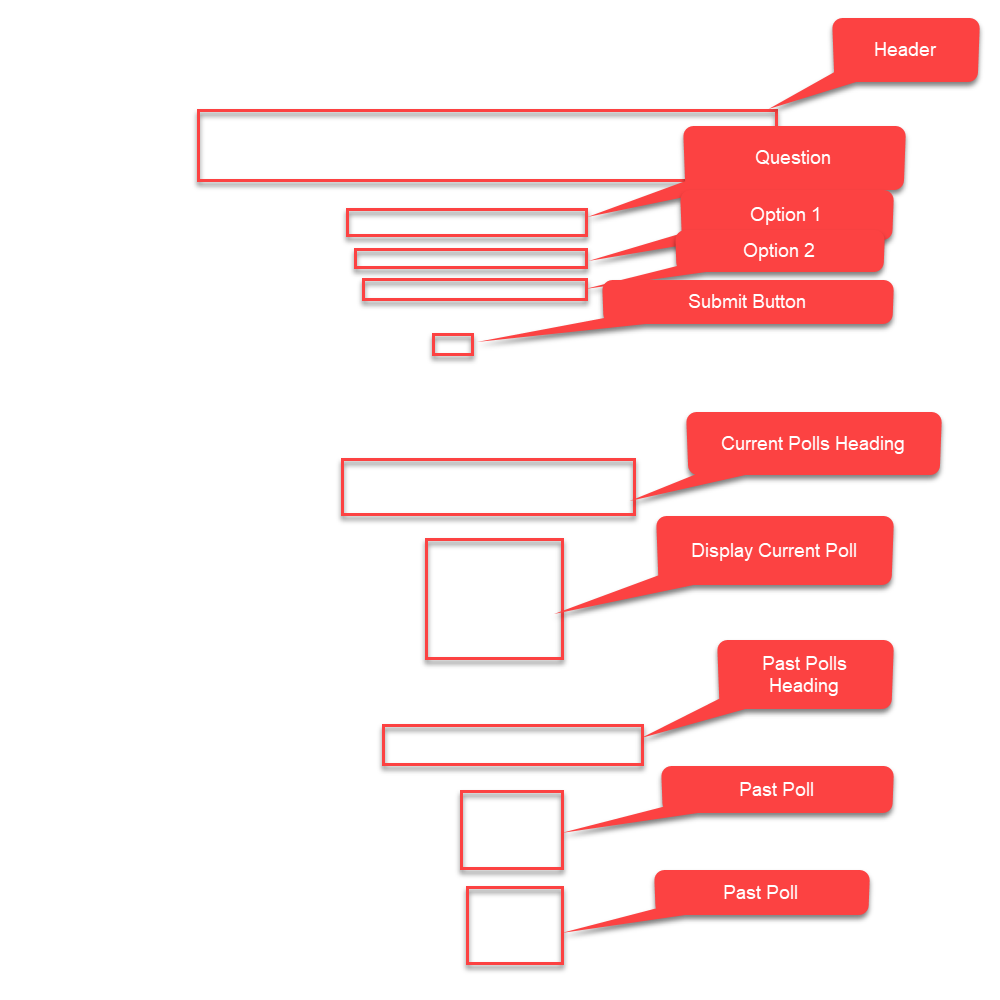 Header
Question
Option 1
Option 2
Submit Button
Current Polls Heading
Display Current Poll
Past Polls
Heading
Past Poll
Past Poll